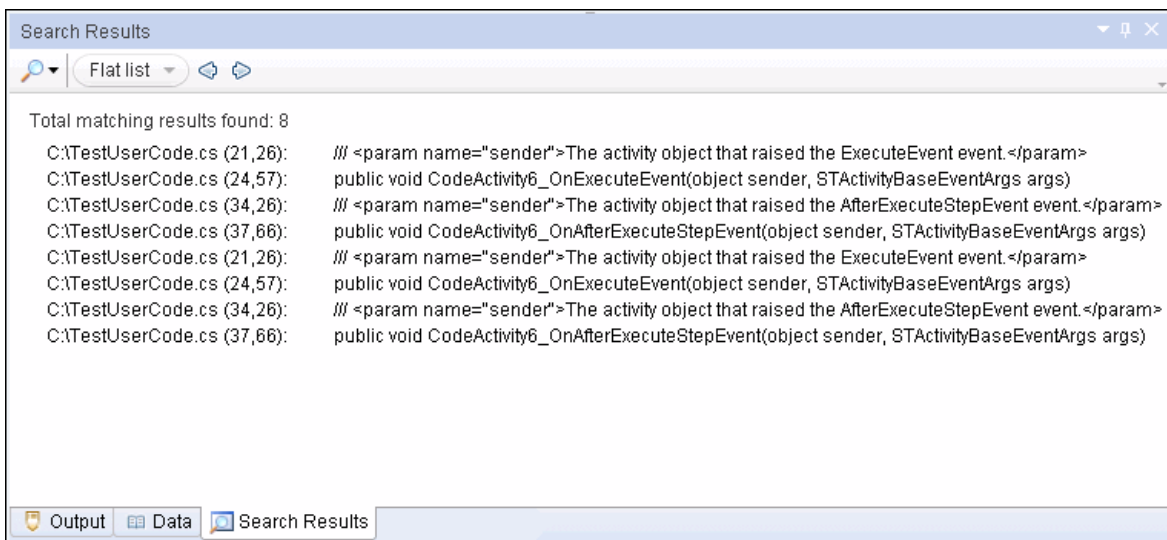 Search Results
Flat list
Total matching results found: 8
C:\TestUserCode.cs (21,26): /// <param name="sender">The activity object that raised the ExecuteEvent event.</param>
C:\TestUserCode.cs (24,57): public void CodeActivity6_OnExecuteEvent(object sender, STActivityBaseEventArgs args)
C:\TestUserCode.cs (34,26): /// <param name="sender">The activity object that raised the AfterExecuteStepEvent event.</param>
C:\TestUserCode.cs (37,66): public void CodeActivity6_OnAfterExecuteStepEvent(object sender, STActivityBaseEventArgs args)
C:\TestUserCode.cs (21,26): /// <param name="sender">The activity object that raised the ExecuteEvent event.</param>
C:\TestUserCode.cs (24,57): public void CodeActivity6_OnExecuteEvent(object sender, STActivityBaseEventArgs args)
C:\TestUserCode.cs (34,26): /// <param name="sender">The activity object that raised the AfterExecuteStepEvent event.</param>
C:\TestUserCode.cs (37,66): public void CodeActivity6_OnAfterExecuteStepEvent(object sender, STActivityBaseEventArgs args)
Output Data Search Results